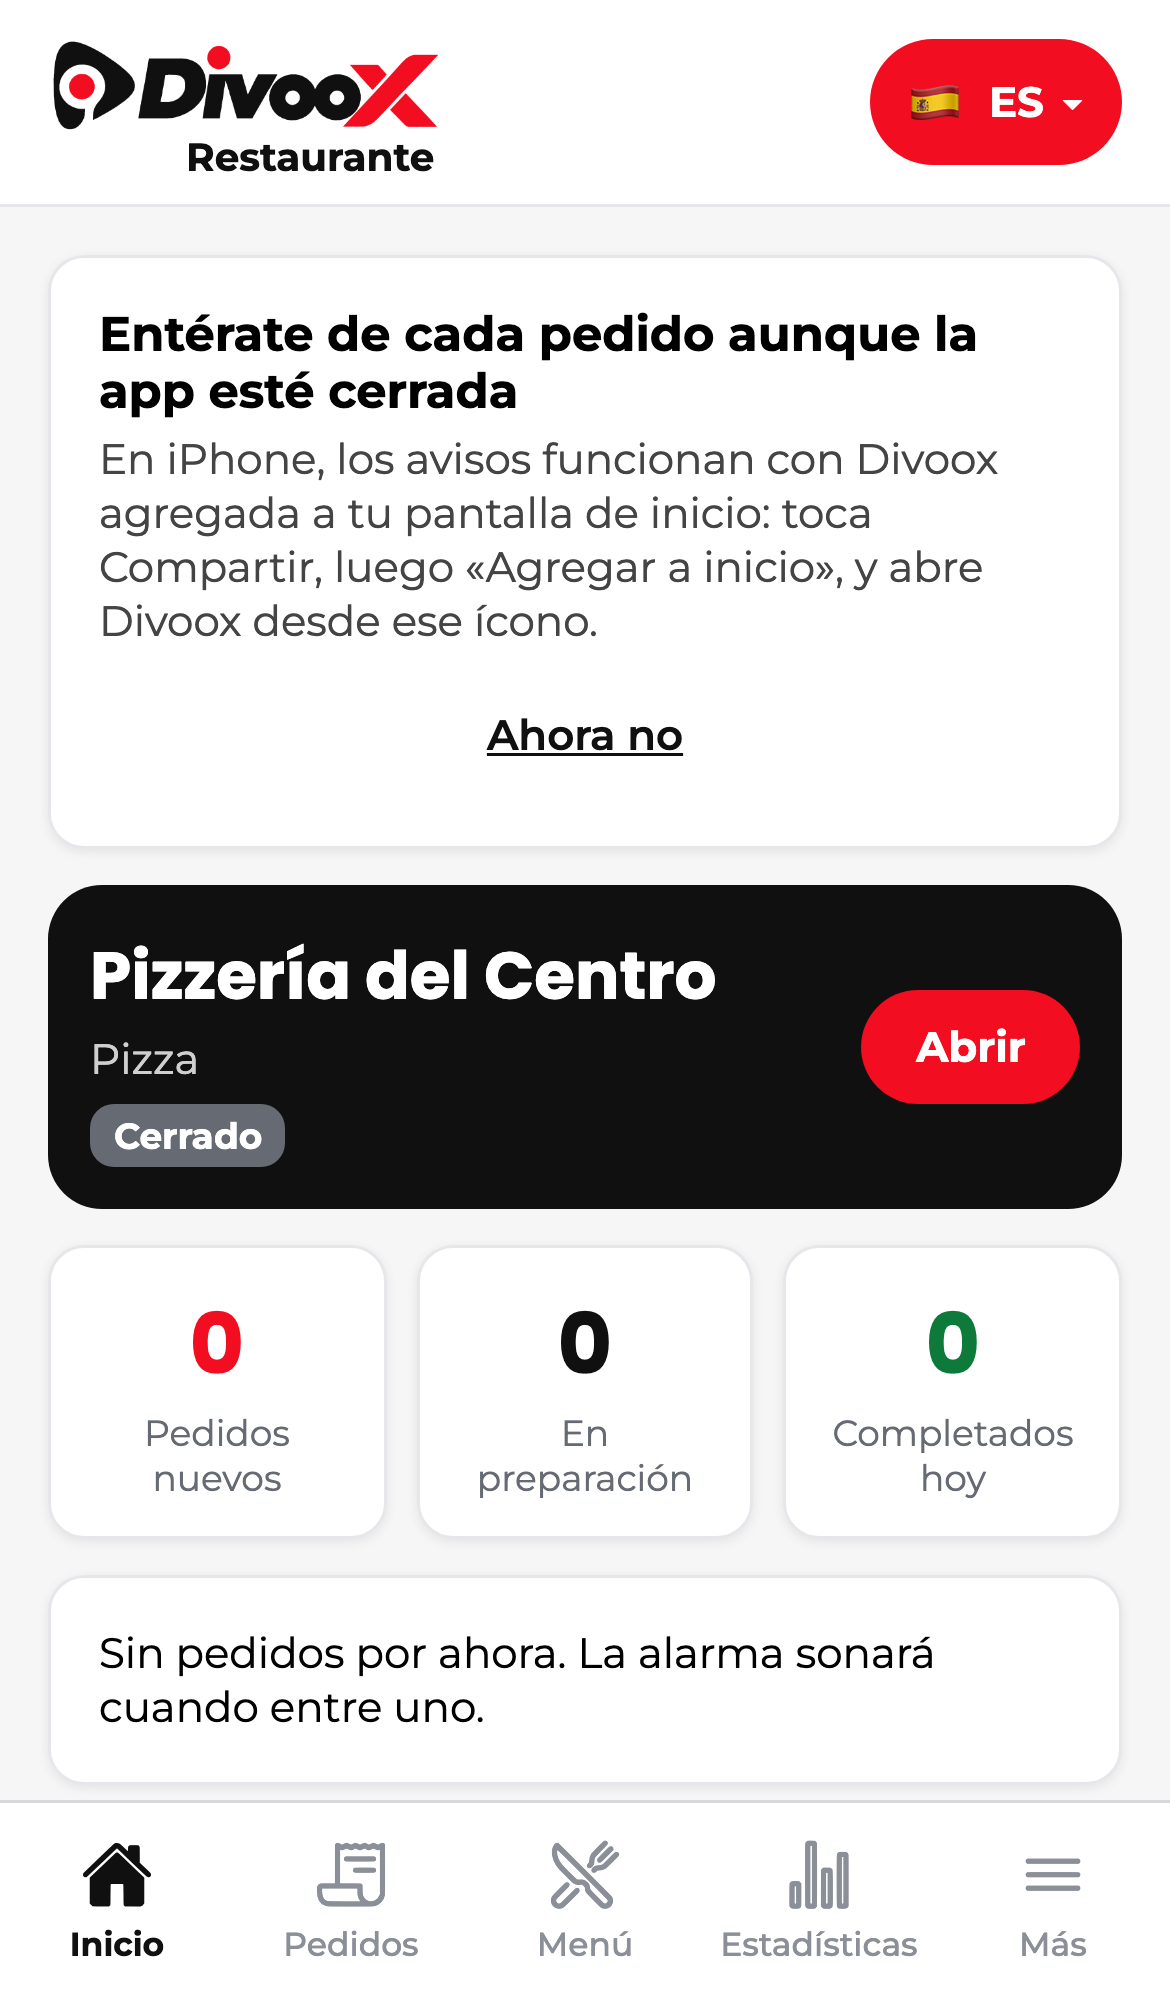 DivooX
Restaurante
ES
Entérate de cada pedido aunque la
app esté cerrada
En iPhone, los avisos funcionan con Divoox
agregada a tu pantalla de inicio: toca
Compartir, luego «Agregar a inicio», y abre
Divoox desde ese ícono.
Ahora no
Pizzería del Centro
Pizza
Cerrado
Abrir
0
Pedidos
nuevos
0
En
preparación
0
Completados
hoy
Sin pedidos por ahora. La alarma sonará
cuando entre uno.
Inicio
Pedidos
Menú
Estadísticas
Más